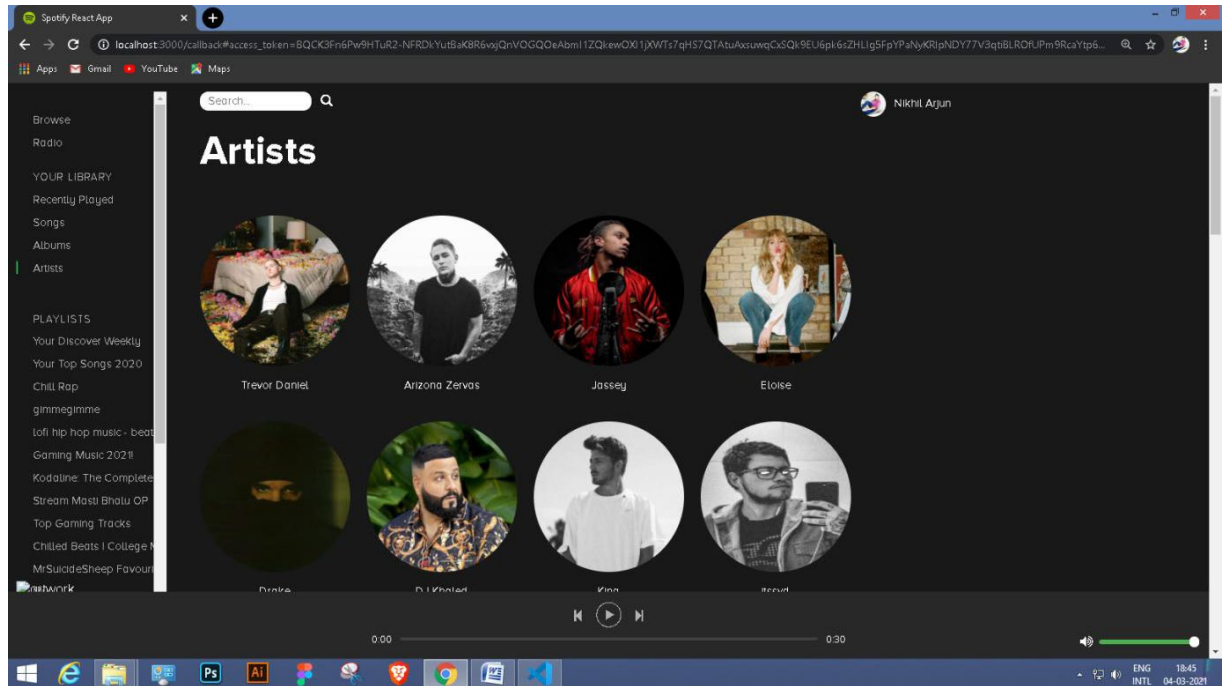 Spotify React App
localhost:3000/callback#access_token=
Apps Gmail YouTube Maps
Search..
Nikhil Arjun
Browse
Radio
Artists
YOUR LIBRARY
Recently Played
Songs
Albums
Artists
PLAYLISTS
Your Discover Weekly
Your Top Songs 2020
Chill Rap
gimmegimme
lofi hip hop music - beat
Gaming Music 2021!
Kodaline: The Complete
Stream Masti Bhalu OP
Top Gaming Tracks
Chilled Beats | College
MrSuicideSheep Favouri
artwork
Trevor Daniel
Arizona Zervas
Jassey
Eloise
Drake
DJ Khaled
King
itssvd
0:00
0:30
Ps
Ai
ENG
INTL
18:45
04-03-2021